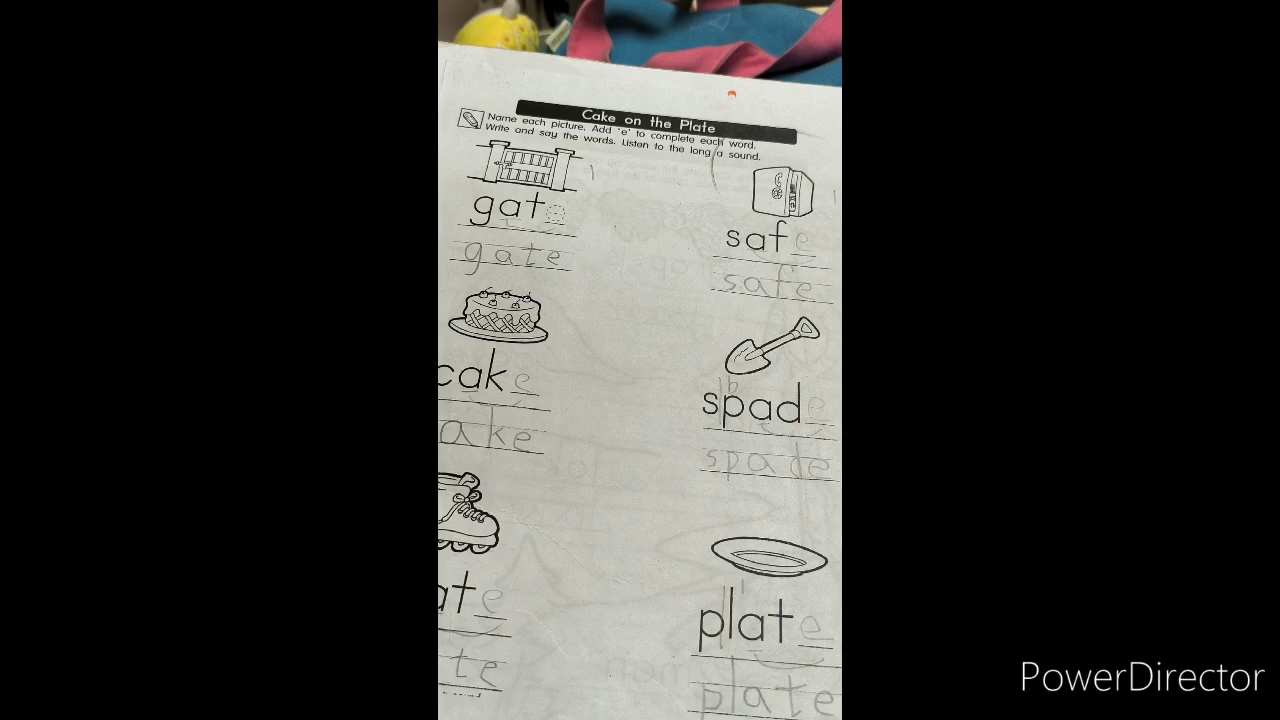 Cake on the Plate
Name each picture. Add 'e' to complete each word.
Write and say the words. Listen to the long a sound.
gate
gate
safe
safe
cake
ake
spade
spade
ate
te
plate
plate
PowerDirector